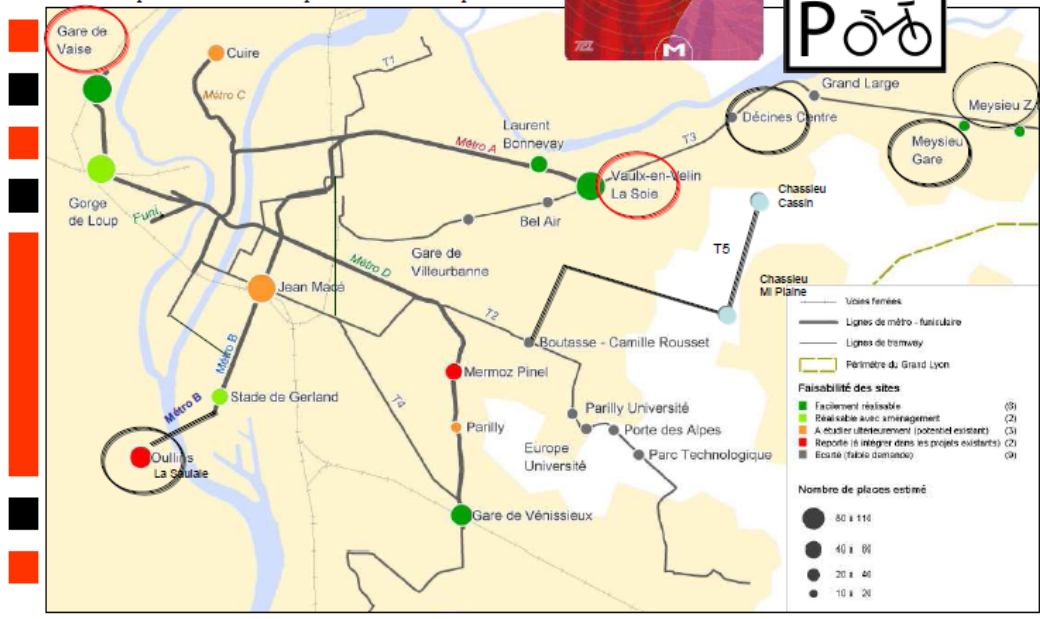 Gare de
Vaise
Cuire
Métro C
T1
TCL
M
P
Grand Large
Meysieu Z
Décines Centre
T3
Meysieu
Gare
Laurent
Bonnevay
Métro A
Vaulx-en-Velin
La Soie
Chassieu
Cassin
Gorge
de Loup
Funi.
Bel Air
Gare de
Villeurbanne
T5
Métro D
Jean Macé
Chassieu
Mi Plaine
T2
Boutasse - Camille Rousset
Métro B
Mermoz Pinel
Stade de Gerland
Métro B
T4
Parilly
Parilly Université
Porte des Alpes
Europe
Université
Parc Technologique
Oullins
La Saulaie
Gare de Vénissieux
Voies ferrées
Lignes de métro - funiculaire
Lignes de tramway
Périmètre du Grand Lyon
Faisabilité des sites
Facilement réalisable (6)
Réalisable avec aménagement (2)
A étudier ultérieurement (potentiel existant) (3)
Reporté (à intégrer dans les projets existants) (2)
Ecarté (faible demande) (9)
Nombre de places estimé
80 à 110
40 à 80
20 à 40
10 à 20